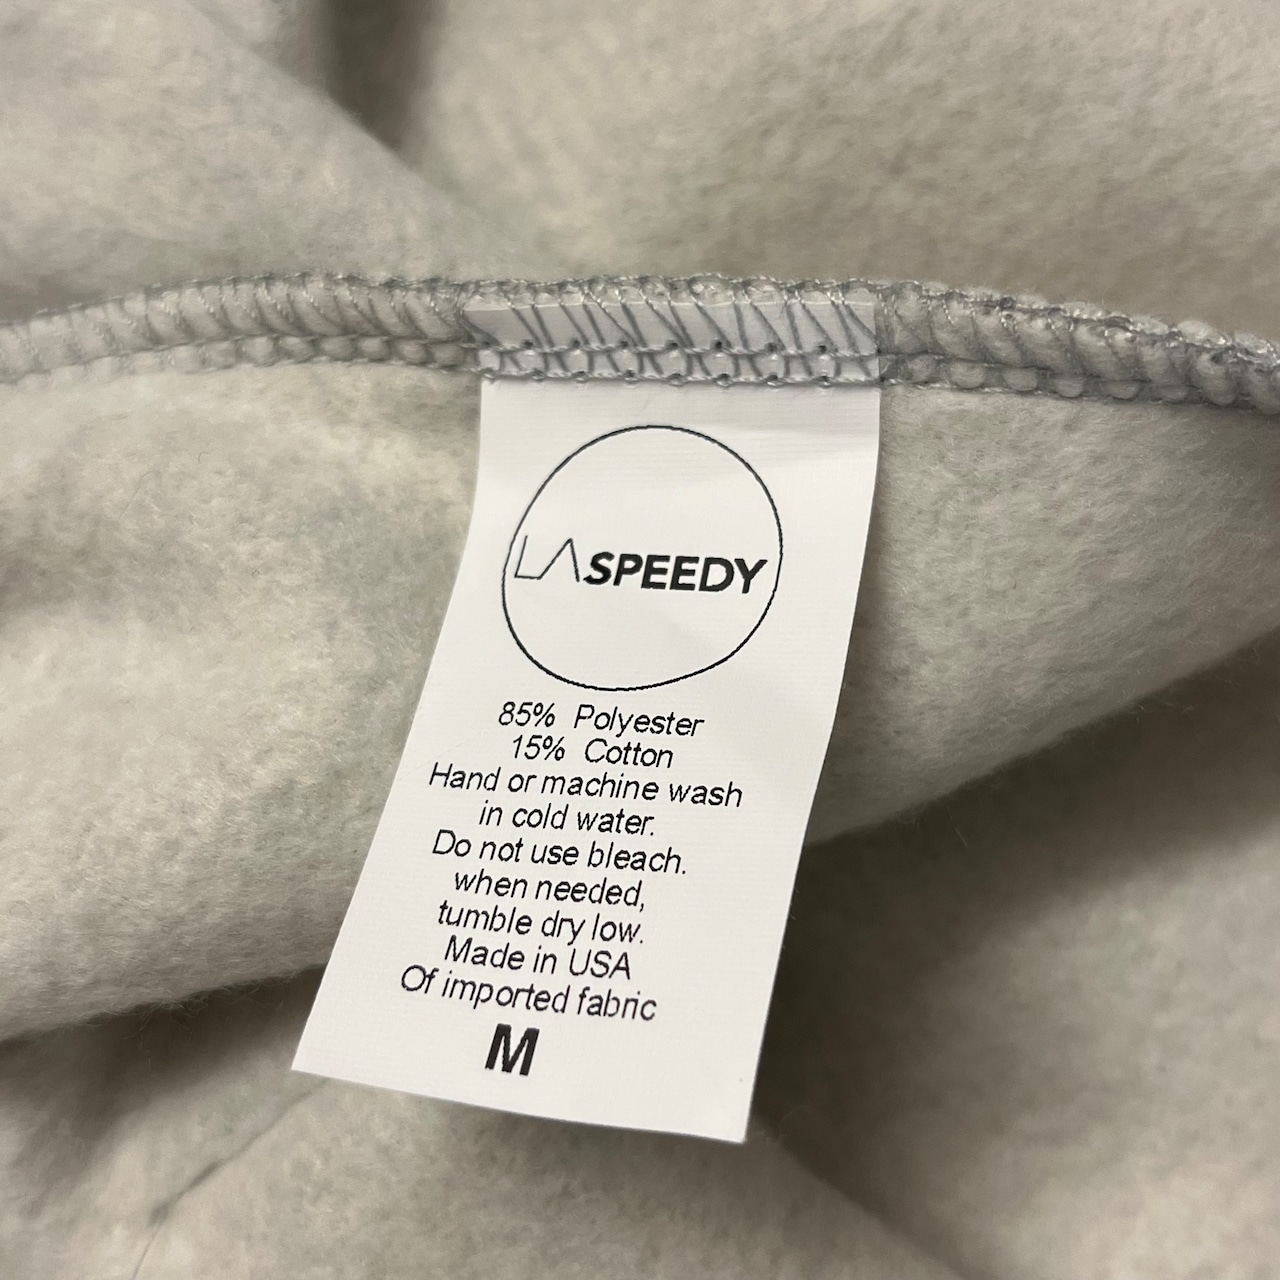 LASPEEDY
85% Polyester
15% Cotton
Hand or machine wash
in cold water.
Do not use bleach.
when needed,
tumble dry low.
Made in USA
Of imported fabric
M